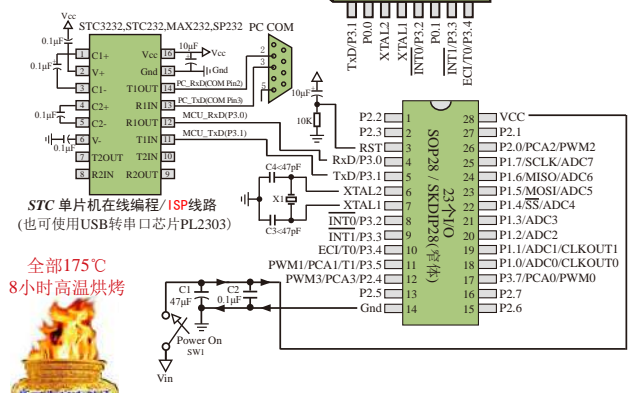 TxD/P3.1
P0.0
XTAL2
XTAL1
INT0/P3.2
P0.1
INT1/P3.3
ECI/T0/P3.4
Vcc
STC3232,STC232,MAX232,SP232
PC COM
0.1μF
0.1μF
1 C1+
2 V+
3 C1-
4 C2+
5 C2-
6 V-
7 T2OUT
8 R2IN
Vcc 16
Gnd 15
T1OUT 14
R1IN 13
R1OUT 12
T1IN 11
T2IN 10
R2OUT 9
10μF
Vcc
Gnd
PC_RxD(COM Pin2)
PC_TxD(COM Pin3)
MCU_RxD(P3.0)
MCU_TxD(P3.1)
2
3
5
0.1μF
0.1μF
STC 单片机在线编程/ISP线路
(也可使用USB转串口芯片PL2303)
10μF
10K
C4<47pF
X1
C3<47pF
P2.2 1
P2.3 2
RST 3
RxD/P3.0 4
TxD/P3.1 5
XTAL2 6
XTAL1 7
INT0/P3.2 8
INT1/P3.3 9
ECI/T0/P3.4 10
PWM1/PCA1/T1/P3.5 11
PWM3/PCA3/P2.4 12
P2.5 13
Gnd 14
23个I/O
SOP28 / SKDIP28(窄体)
28 VCC
27 P2.1
26 P2.0/PCA2/PWM2
25 P1.7/SCLK/ADC7
24 P1.6/MISO/ADC6
23 P1.5/MOSI/ADC5
22 P1.4/SS/ADC4
21 P1.3/ADC3
20 P1.2/ADC2
19 P1.1/ADC1/CLKOUT1
18 P1.0/ADC0/CLKOUT0
17 P3.7/PCA0/PWM0
16 P2.7
15 P2.6
全部175℃
8小时高温烘烤
C1
47μF
C2
0.1μF
Power On
SW1
Vin